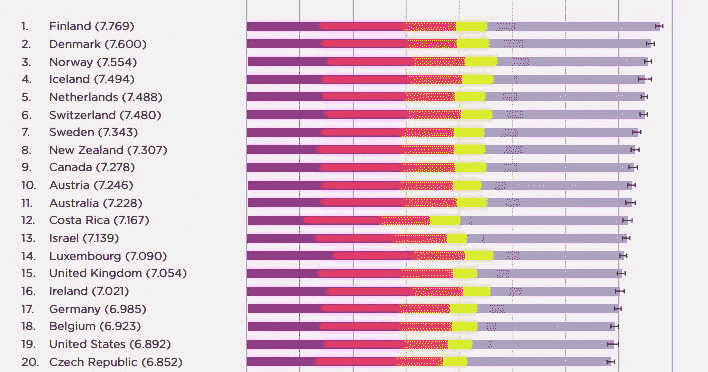 1. Finland (7.769)
2. Denmark (7.600)
3. Norway (7.554)
4. Iceland (7.494)
5. Netherlands (7.488)
6. Switzerland (7.480)
7. Sweden (7.343)
8. New Zealand (7.307)
9. Canada (7.278)
10. Austria (7.246)
11. Australia (7.228)
12. Costa Rica (7.167)
13. Israel (7.139)
14. Luxembourg (7.090)
15. United Kingdom (7.054)
16. Ireland (7.021)
17. Germany (6.985)
18. Belgium (6.923)
19. United States (6.892)
20. Czech Republic (6.852)